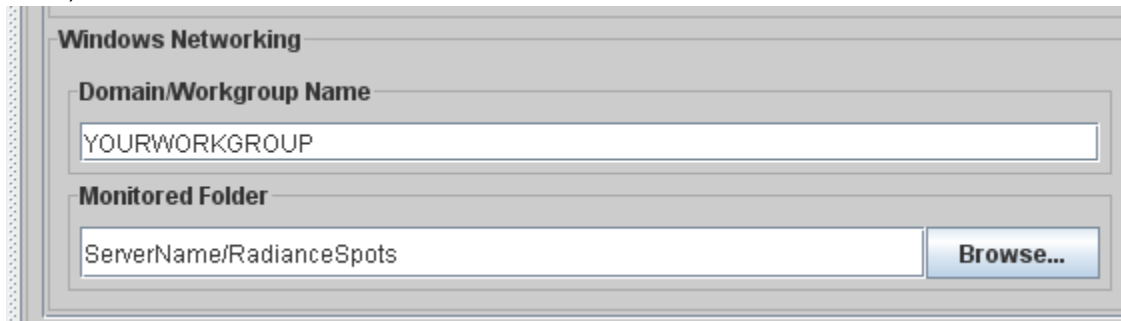 Windows Networking
Domain/Workgroup Name
YOURWORKGROUP
Monitored Folder
ServerName/RadianceSpots
Browse...